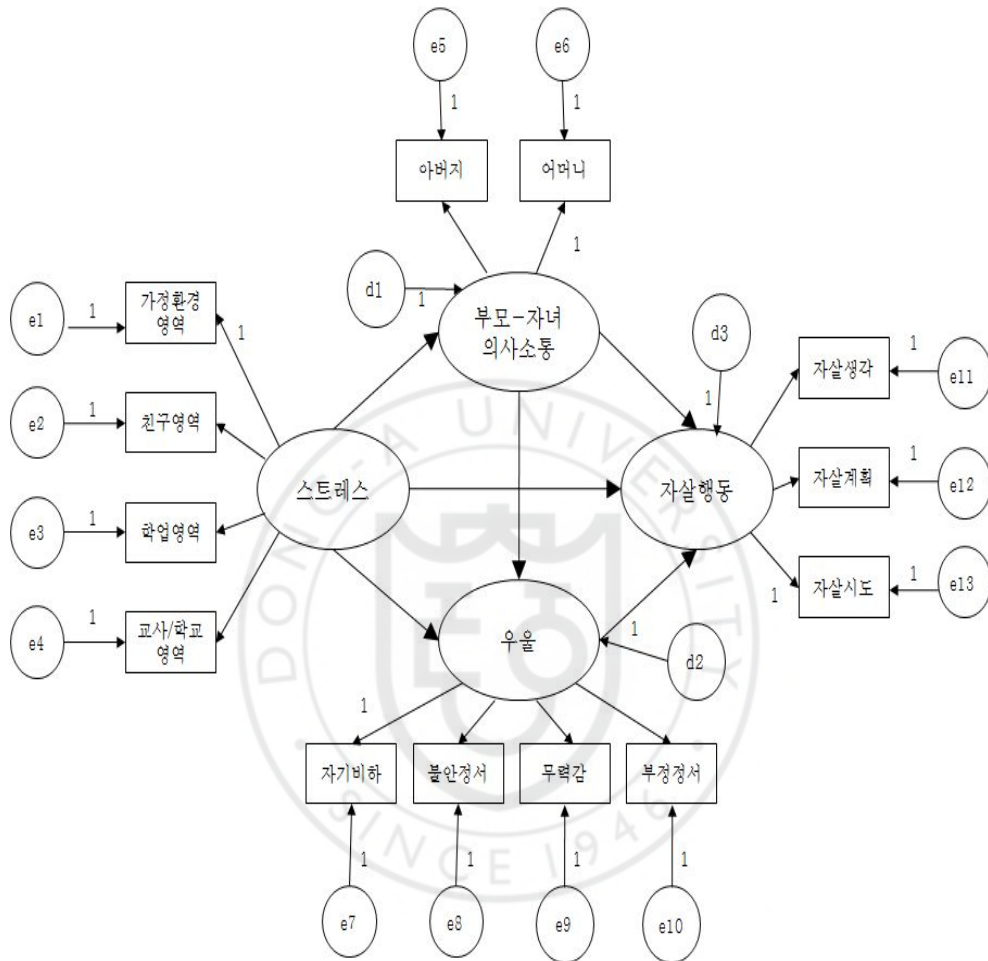 e5
e6
1
1
아버지
어머니
1
d1
1
부모-자녀
의사소통
d3
1
e1
1
가정환경
영역
1
자살생각
1
e11
e2
1
친구영역
스트레스
자살행동
자살계획
1
e12
e3
1
학업영역
자살시도
1
e13
1
e4
1
교사/학교
영역
우울
1
d2
1
자기비하
불안정서
무력감
부정정서
1
1
1
1
e7
e8
e9
e10
DONG-A UNIVERSITY
SINCE 1946